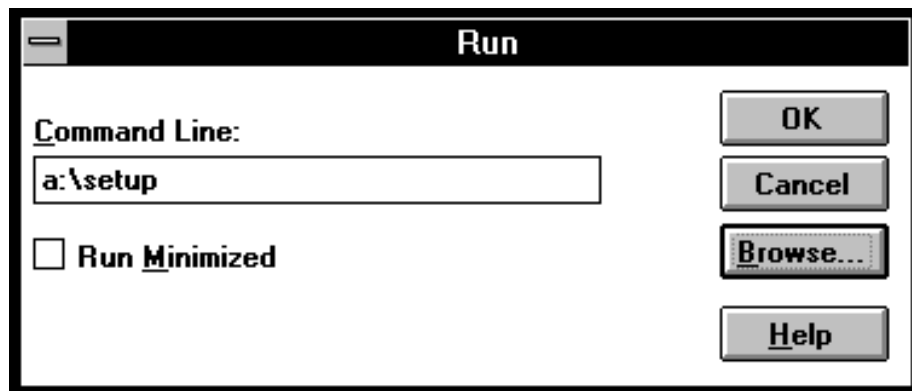 Run
Command Line:
a:\setup
Run Minimized
OK
Cancel
Browse...
Help